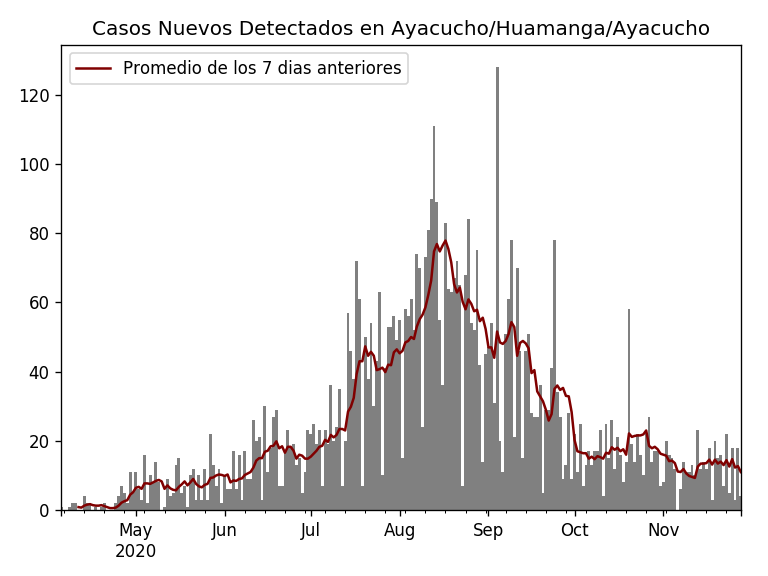 Casos Nuevos Detectados en Ayacucho/Huamanga/Ayacucho
Promedio de los 7 dias anteriores
120
100
80
60
40
20
0
May Jun Jul Aug Sep Oct Nov
2020